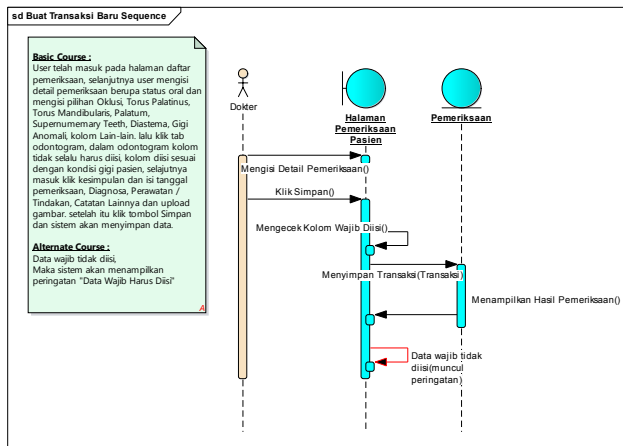 sd Buat Transaksi Baru Sequence
Basic Course :
User telah masuk pada halaman daftar
pemeriksaan, selanjutnya user mengisi
detail pemeriksaan berupa status oral dan
mengisi pilihan Oklusi, Torus Palatinus,
Torus Mandibularis, Palatum,
Supernumemary Teeth, Diastema, Gigi
Anomali, kolom Lain-lain. lalu klik tab
odontogram, dalam odontogram kolom
tidak selalu harus diisi, kolom diisi sesuai
dengan kondisi gigi pasien, selajutnya
masuk klik kesimpulan dan isi tanggal
pemeriksaan, Diagnosa, Perawatan /
Tindakan, Catatan Lainnya dan upload
gambar. setelah itu klik tombol Simpan
dan sistem akan menyimpan data.
Alternate Course :
Data wajib tidak diisi,
Maka sistem akan menampilkan
peringatan "Data Wajib Harus Diisi"
A
Dokter
Halaman
Pemeriksaan
Pasien
Pemeriksaan
Mengisi Detail Pemeriksaan()
Klik Simpan()
Mengecek Kolom Wajib Diisi()
Menyimpan Transaksi(Transaksi)
Menampilkan Hasil Pemeriksaan()
Data wajib tidak
diisi(muncul
peringatan)